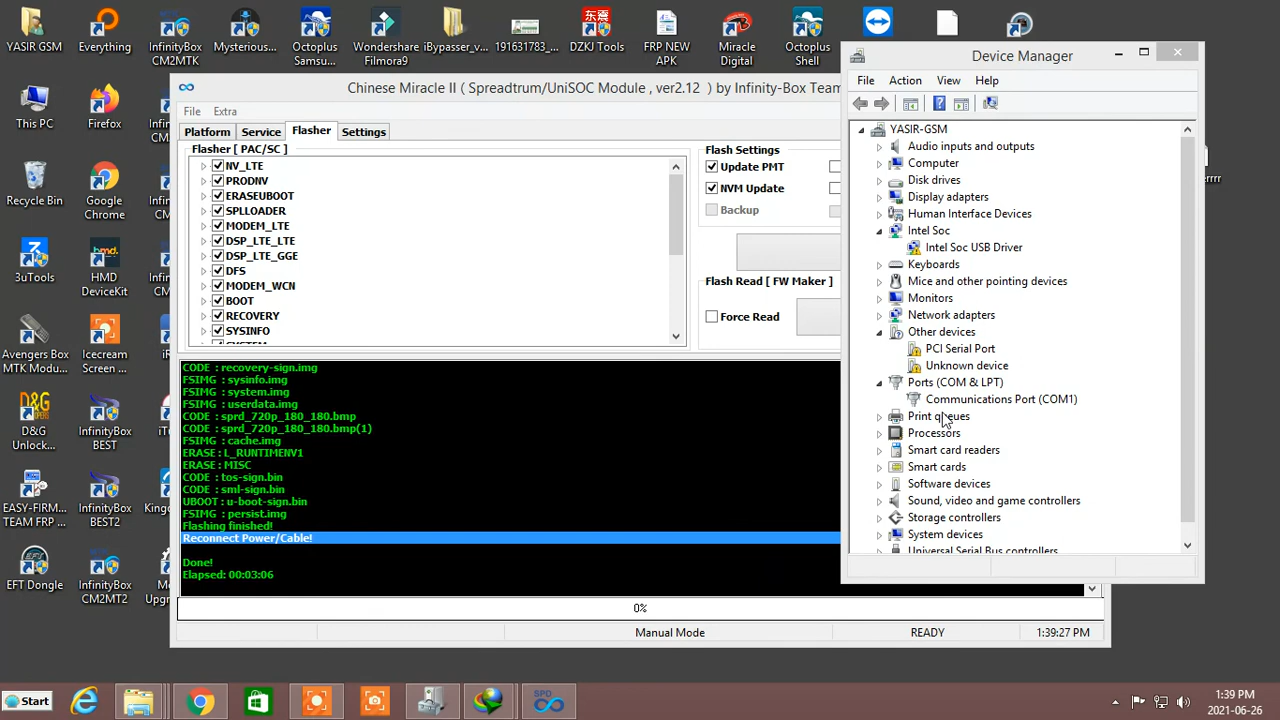 YASIR GSM
Everything
InfinityBox
CM2MTK
Mysterious...
Octoplus
Samsu...
Wondershare
Filmora9
iBypasser_v...
191631783_...
DZKJ Tools
东震
FRP NEW
APK
Miracle
Digital
Octoplus
Shell
This PC
Firefox
Recycle Bin
Google
Chrome
3uTools
HMD
DeviceKit
Avengers Box
MTK Modu...
Icecream
Screen ...
D&G
Unlock...
InfinityBox
BEST
EASY-FIRM...
TEAM FRP ...
InfinityBox
BEST2
EFT Dongle
InfinityBox
CM2MT2
Chinese Miracle II ( Spreadtrum/UniSOC Module , ver2.12 ) by Infinity-Box Team
File Extra
Platform Service Flasher Settings
Flasher [ PAC/SC ]
NV_LTE
PRODNV
ERASEUBOOT
SPLLOADER
MODEM_LTE
DSP_LTE_LTE
DSP_LTE_GGE
DFS
MODEM_WCN
BOOT
RECOVERY
SYSINFO
Flash Settings
Update PMT
NVM Update
Backup
Flash Read [ FW Maker ]
Force Read
CODE : recovery-sign.img
FSIMG : sysinfo.img
FSIMG : system.img
FSIMG : userdata.img
CODE : sprd_720p_180_180.bmp
CODE : sprd_720p_180_180.bmp(1)
FSIMG : cache.img
ERASE : L_RUNTIMENV1
ERASE : MISC
CODE : tos-sign.bin
CODE : sml-sign.bin
UBOOT : u-boot-sign.bin
FSIMG : persist.img
Flashing finished!
Reconnect Power/Cable!
Done!
Elapsed: 00:03:06
0%
Manual Mode READY 1:39:27 PM
Device Manager
File Action View Help
YASIR-GSM
Audio inputs and outputs
Computer
Disk drives
Display adapters
Human Interface Devices
Intel Soc
Intel Soc USB Driver
Keyboards
Mice and other pointing devices
Monitors
Network adapters
Other devices
PCI Serial Port
Unknown device
Ports (COM & LPT)
Communications Port (COM1)
Print queues
Processors
Smart card readers
Smart cards
Software devices
Sound, video and game controllers
Storage controllers
System devices
Universal Serial Bus controllers
Start
SPD
1:39 PM
2021-06-26